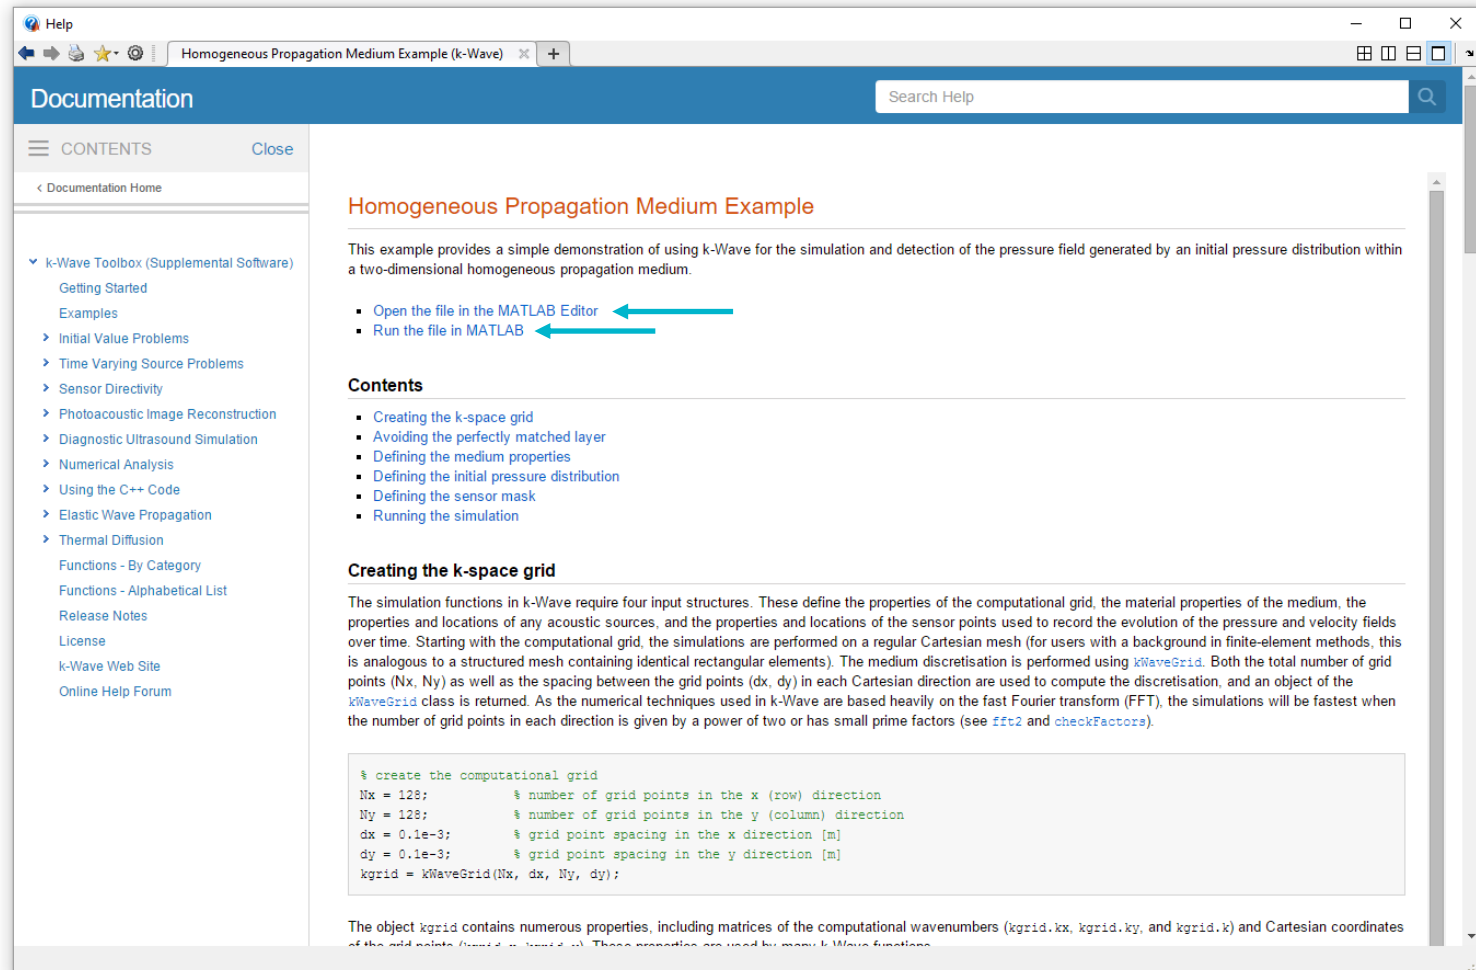 Help
Homogeneous Propagation Medium Example (k-Wave)
Documentation
Search Help
CONTENTS
Close
< Documentation Home
k-Wave Toolbox (Supplemental Software)
Getting Started
Examples
Initial Value Problems
Time Varying Source Problems
Sensor Directivity
Photoacoustic Image Reconstruction
Diagnostic Ultrasound Simulation
Numerical Analysis
Using the C++ Code
Elastic Wave Propagation
Thermal Diffusion
Functions - By Category
Functions - Alphabetical List
Release Notes
License
k-Wave Web Site
Online Help Forum
Homogeneous Propagation Medium Example
This example provides a simple demonstration of using k-Wave for the simulation and detection of the pressure field generated by an initial pressure distribution within
a two-dimensional homogeneous propagation medium.
Open the file in the MATLAB Editor
Run the file in MATLAB
Contents
Creating the k-space grid
Avoiding the perfectly matched layer
Defining the medium properties
Defining the initial pressure distribution
Defining the sensor mask
Running the simulation
Creating the k-space grid
The simulation functions in k-Wave require four input structures. These define the properties of the computational grid, the material properties of the medium, the
properties and locations of any acoustic sources, and the properties and locations of the sensor points used to record the evolution of the pressure and velocity fields
over time. Starting with the computational grid, the simulations are performed on a regular Cartesian mesh (for users with a background in finite-element methods, this
is analogous to a structured mesh containing identical rectangular elements). The medium discretisation is performed using kWaveGrid. Both the total number of grid
points (Nx, Ny) as well as the spacing between the grid points (dx, dy) in each Cartesian direction are used to compute the discretisation, and an object of the
kWaveGrid class is returned. As the numerical techniques used in k-Wave are based heavily on the fast Fourier transform (FFT), the simulations will be fastest when
the number of grid points in each direction is given by a power of two or has small prime factors (see fft2 and checkFactors).
% create the computational grid
Nx = 128; % number of grid points in the x (row) direction
Ny = 128; % number of grid points in the y (column) direction
dx = 0.1e-3; % grid point spacing in the x direction [m]
dy = 0.1e-3; % grid point spacing in the y direction [m]
kgrid = kWaveGrid(Nx, dx, Ny, dy);
The object kgrid contains numerous properties, including matrices of the computational wavenumbers (kgrid.kx, kgrid.ky, and kgrid.k) and Cartesian coordinates
of the grid points (kgrid.x, kgrid.y). These properties are used by many k-Wave functions.